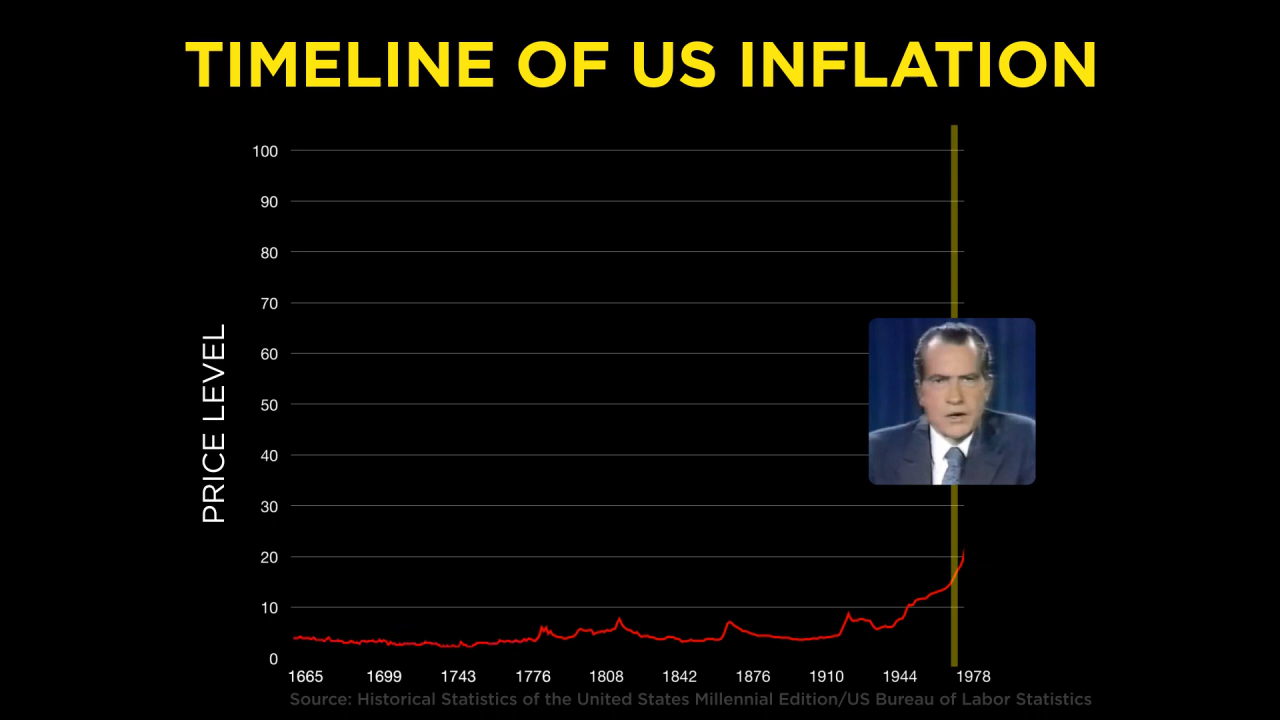 TIMELINE OF US INFLATION
100
90
80
70
60
50
40
30
20
10
0
PRICE LEVEL
1665 1699 1743 1776 1808 1842 1876 1910 1944 1978
Source: Historical Statistics of the United States Millennial Edition/US Bureau of Labor Statistics